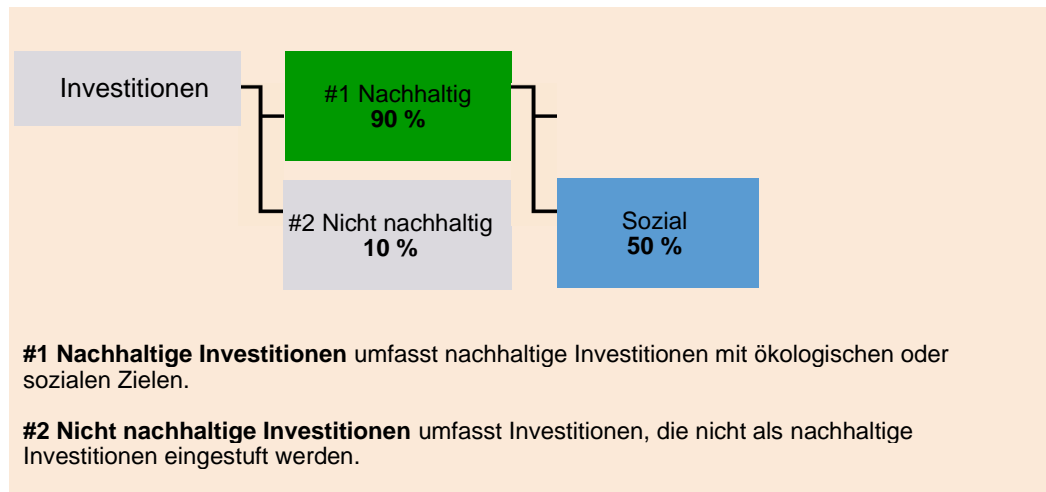 Investitionen
#1 Nachhaltig
90 %
#2 Nicht nachhaltig
10 %
Sozial
50 %
#1 Nachhaltige Investitionen umfasst nachhaltige Investitionen mit ökologischen oder
sozialen Zielen.
#2 Nicht nachhaltige Investitionen umfasst Investitionen, die nicht als nachhaltige
Investitionen eingestuft werden.